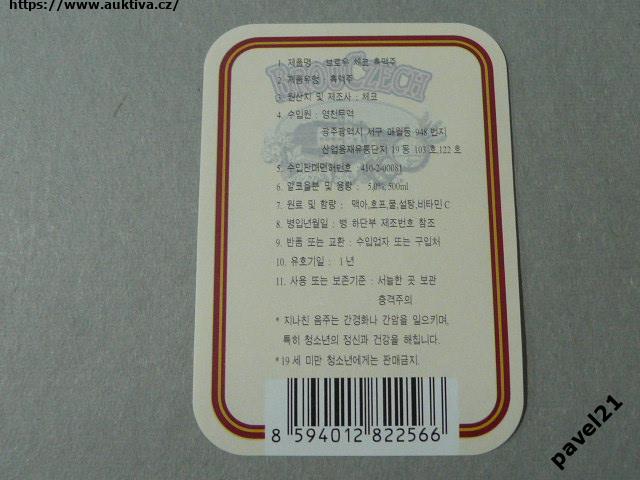 https://www.auktiva.cz/
CZECH
1. 제품명 : 브로우 체코 흑맥주
2. 제품유형 : 흑맥주
3. 원산지 및 제조사 : 체코
4. 수입원 : 영천무역
광주광역시 서구 매월동 948 번지
산업용재유통단지 19 동 103 호,122 호
5. 수입판매면허번호 : 410-2-00081
6. 알코올분 및 용량 : 5.0%,500ml
7. 원료 및 함량 : 맥아,호프,물,설탕,비타민 C
8. 병입년월일 : 병 하단부 제조번호 참조
9. 반품 또는 교환 : 수입업자 또는 구입처
10. 유효기일 : 1 년
11. 사용 또는 보존기준 : 서늘한 곳 보관
충격주의
* 지나친 음주는 간경화나 간암을 일으키며,
특히 청소년의 정신과 건강을 해칩니다.
*19 세 미만 청소년에게는 판매금지.
8 594012 822566
pavel21